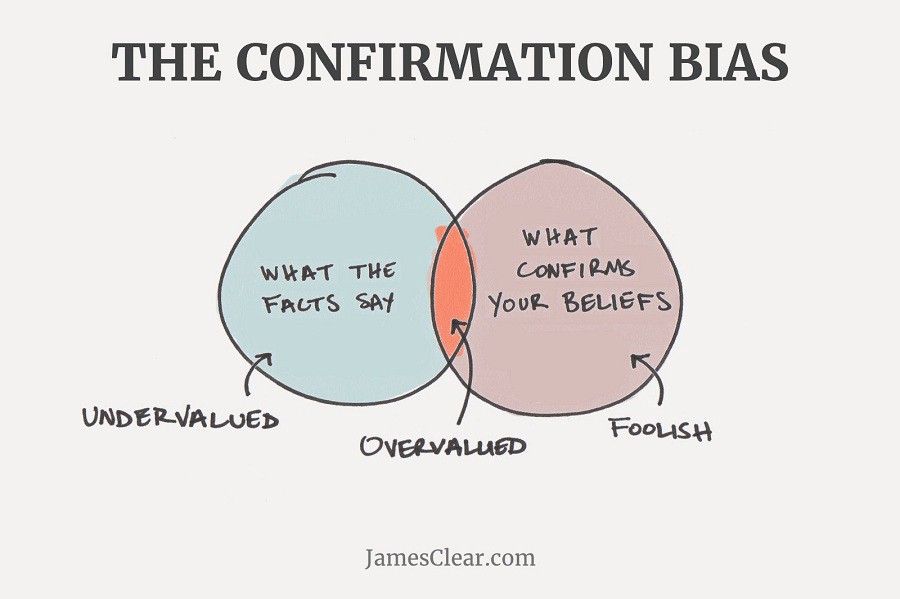 THE CONFIRMATION BIAS
WHAT THE
FACTS SAY
WHAT
CONFIRMS
YOUR BELIEFS
UNDERVALUED
OVERVALUED
FOOLISH
JamesClear.com